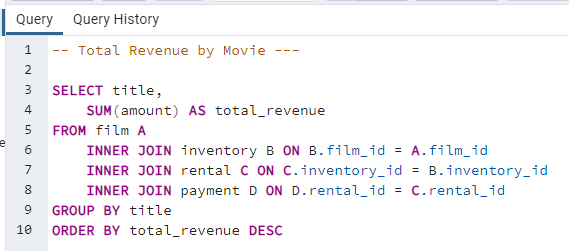 Query Query History
1 -- Total Revenue by Movie ---
2
3 SELECT title,
4 SUM(amount) AS total_revenue
5 FROM film A
6 INNER JOIN inventory B ON B.film_id = A.film_id
7 INNER JOIN rental C ON C.inventory_id = B.inventory_id
8 INNER JOIN payment D ON D.rental_id = C.rental_id
9 GROUP BY title
10 ORDER BY total_revenue DESC